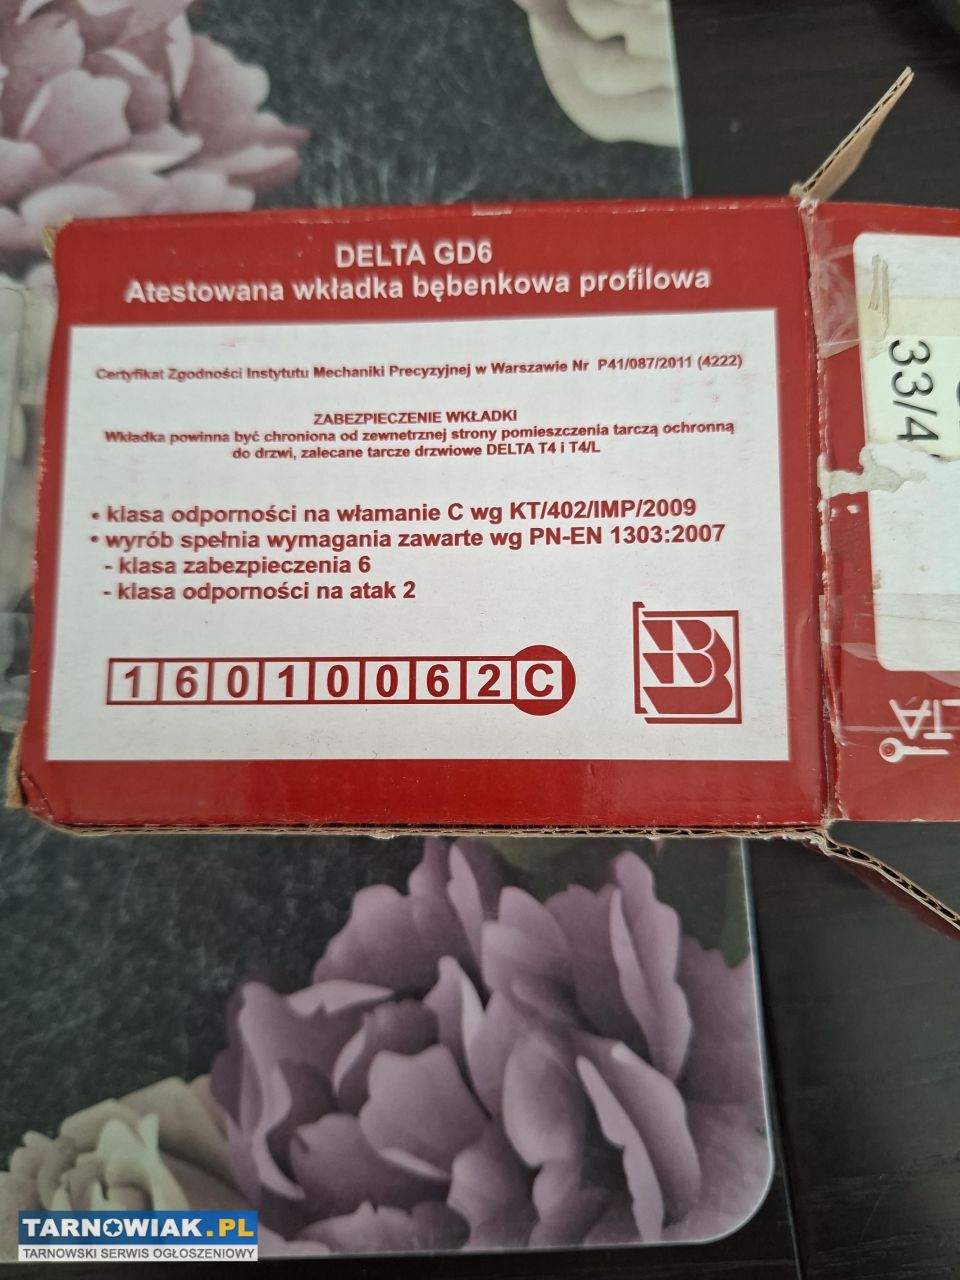 DELTA GD6
Atestowana wkładka bębenkowa profilowa
Certyfikat Zgodności Instytutu Mechaniki Precyzyjnej w Warszawie Nr P41/087/2011 (4222)
ZABEZPIECZENIE WKŁADKI
Wkładka powinna być chroniona od zewnetrznej strony pomieszczenia tarczą ochronną
do drzwi, zalecane tarcze drzwiowe DELTA T4 i T4/L
• klasa odporności na włamanie C wg KT/402/IMP/2009
• wyrób spełnia wymagania zawarte wg PN-EN 1303:2007
- klasa zabezpieczenia 6
- klasa odporności na atak 2
16010062C
B
33/4
LTA
TARNOWIAK.PL
TARNOWSKI SERWIS OGŁOSZENIOWY